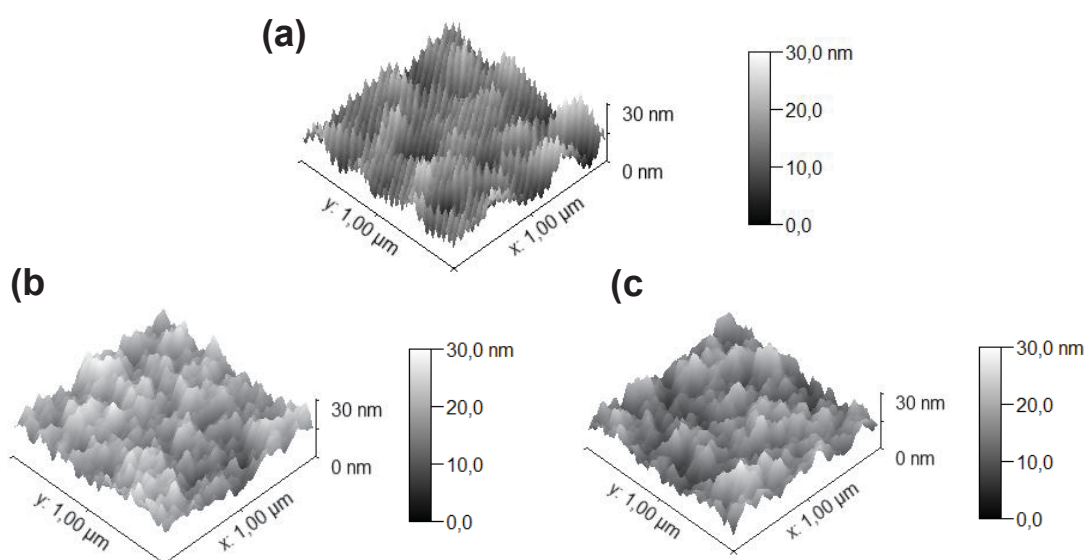 (a)
30,0 nm
20,0
10,0
0,0
30 nm
0 nm
y: 1,00 µm
x: 1,00 µm
(b
30,0 nm
20,0
10,0
0,0
30 nm
0 nm
y: 1,00 µm
x: 1,00 µm
(c)
30,0 nm
20,0
10,0
0,0
30 nm
0 nm
y: 1,00 µm
x: 1,00 µm